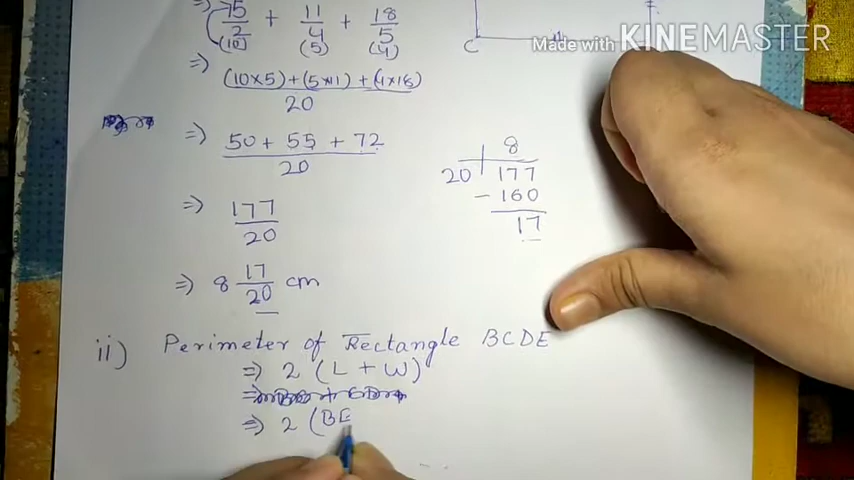 => 5/2 + 11/4 + 18/5
(10) (5) (4)
C
Made with KINEMASTER
=> (10×5)+(5×11)+(4×18)
20
=> 50 + 55 + 72
20
8
20 177
- 160
17
=> 177
20
=> 8 17/20 cm
ii) Perimeter of Rectangle BCDE
=> 2 (L + W)
=> 2 (BE